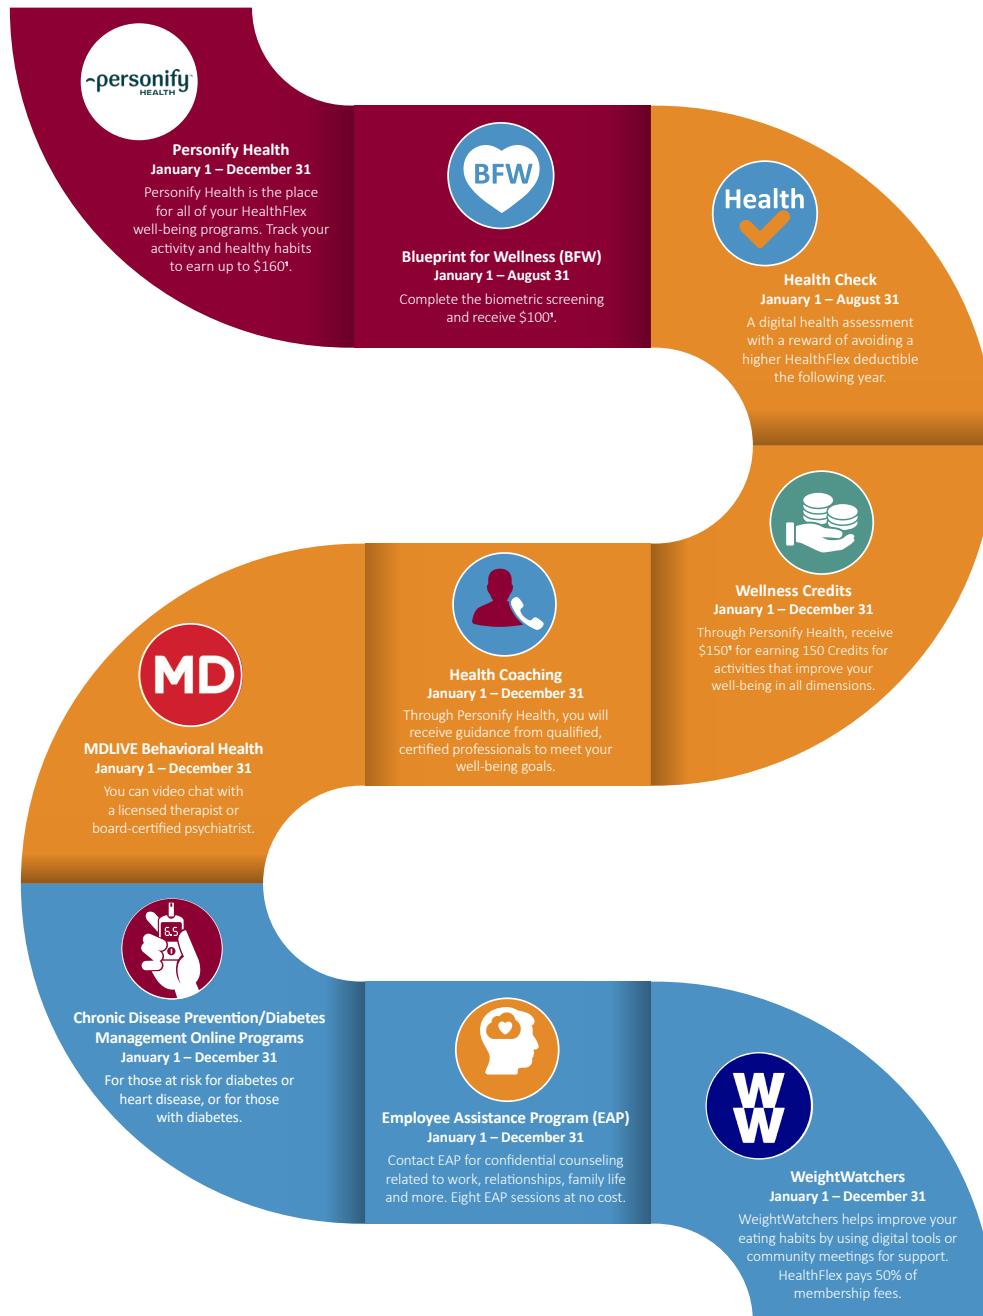 personify
HEALTH
Personify Health
January 1 – December 31
Personify Health is the place
for all of your HealthFlex
well-being programs. Track your
activity and healthy habits
to earn up to $160¹.
BFW
Blueprint for Wellness (BFW)
January 1 – August 31
Complete the biometric screening
and receive $100¹.
Health
Health Check
January 1 – August 31
A digital health assessment
with a reward of avoiding a
higher HealthFlex deductible
the following year.
Wellness Credits
January 1 – December 31
Through Personify Health, receive
$150¹ for earning 150 Credits for
activities that improve your
well-being in all dimensions.
Health Coaching
January 1 – December 31
Through Personify Health, you will
receive guidance from qualified,
certified professionals to meet your
well-being goals.
MD
MDLIVE Behavioral Health
January 1 – December 31
You can video chat with
a licensed therapist or
board-certified psychiatrist.
6.5
Chronic Disease Prevention/Diabetes
Management Online Programs
January 1 – December 31
For those at risk for diabetes or
heart disease, or for those
with diabetes.
Employee Assistance Program (EAP)
January 1 – December 31
Contact EAP for confidential counseling
related to work, relationships, family life
and more. Eight EAP sessions at no cost.
W
W
WeightWatchers
January 1 – December 31
WeightWatchers helps improve your
eating habits by using digital tools or
community meetings for support.
HealthFlex pays 50% of
membership fees.